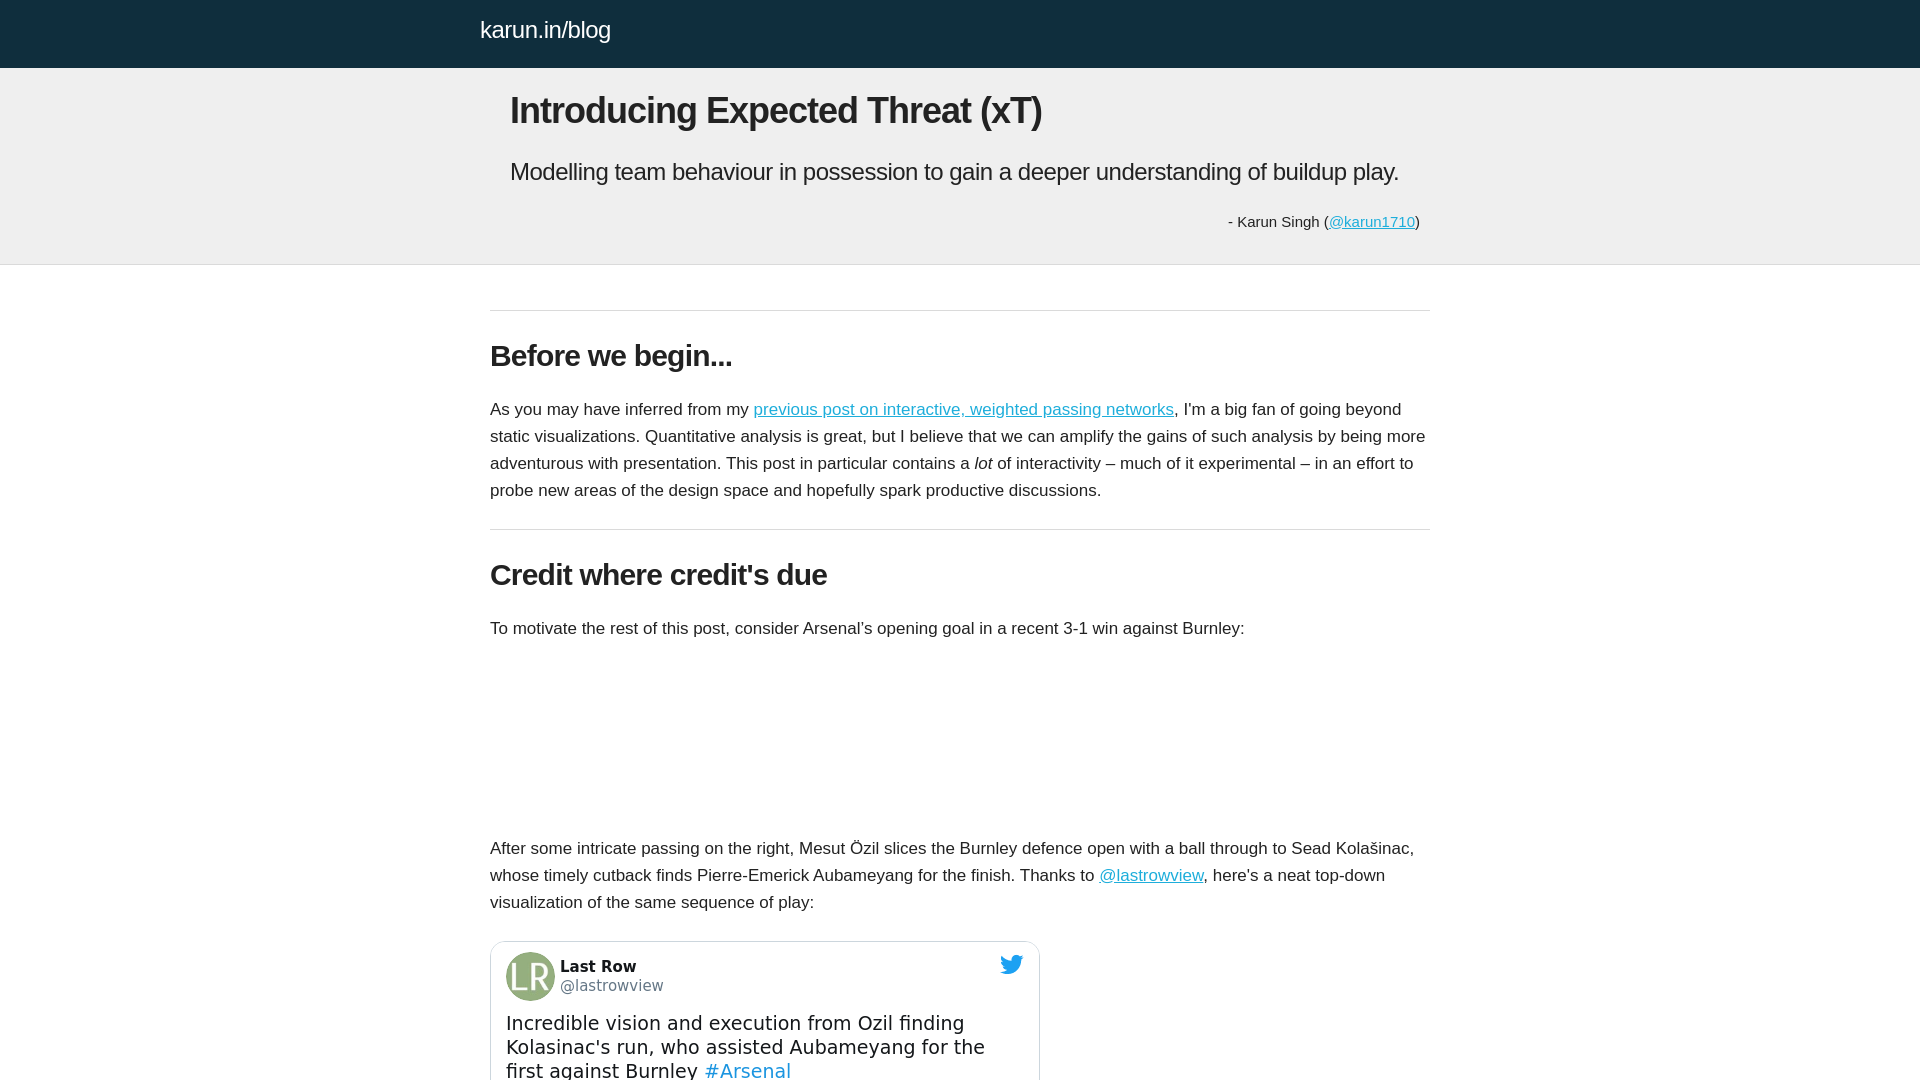 karun.in/blog
Introducing Expected Threat (xT)
Modelling team behaviour in possession to gain a deeper understanding of buildup play.
- Karun Singh (@karun1710)
Before we begin...
As you may have inferred from my previous post on interactive, weighted passing networks, I'm a big fan of going beyond
static visualizations. Quantitative analysis is great, but I believe that we can amplify the gains of such analysis by being more
adventurous with presentation. This post in particular contains a lot of interactivity – much of it experimental – in an effort to
probe new areas of the design space and hopefully spark productive discussions.
Credit where credit's due
To motivate the rest of this post, consider Arsenal’s opening goal in a recent 3-1 win against Burnley:
After some intricate passing on the right, Mesut Özil slices the Burnley defence open with a ball through to Sead Kolašinac,
whose timely cutback finds Pierre-Emerick Aubameyang for the finish. Thanks to @lastrowview, here's a neat top-down
visualization of the same sequence of play:
LR
Last Row
@lastrowview
Incredible vision and execution from Ozil finding
Kolasinac's run, who assisted Aubameyang for the
first against Burnley #Arsenal